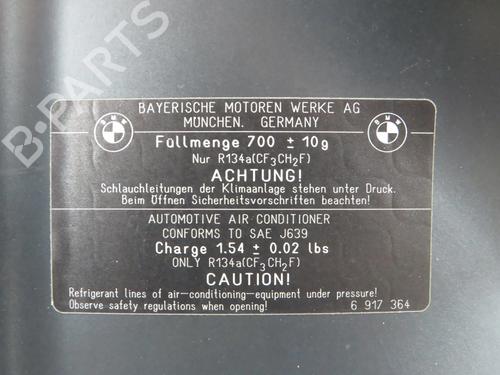 B-PARTS
BMW
BMW
BAYERISCHE MOTOREN WERKE AG
MÜNCHEN, GERMANY
Füllmenge 700 ± 10g
Nur R134a(CF3CH2F)
ACHTUNG!
Schlauchleitungen der Klimaanlage stehen unter Druck.
Beim Öffnen Sicherheitsvorschriften beachten!
AUTOMOTIVE AIR CONDITIONER
CONFORMS TO SAE J639
Charge 1.54 ± 0.02 lbs
ONLY R134a(CF3CH2F)
CAUTION!
Refrigerant lines of air-conditioning-equipment under pressure!
Observe safety regulations when opening!
6 917 364